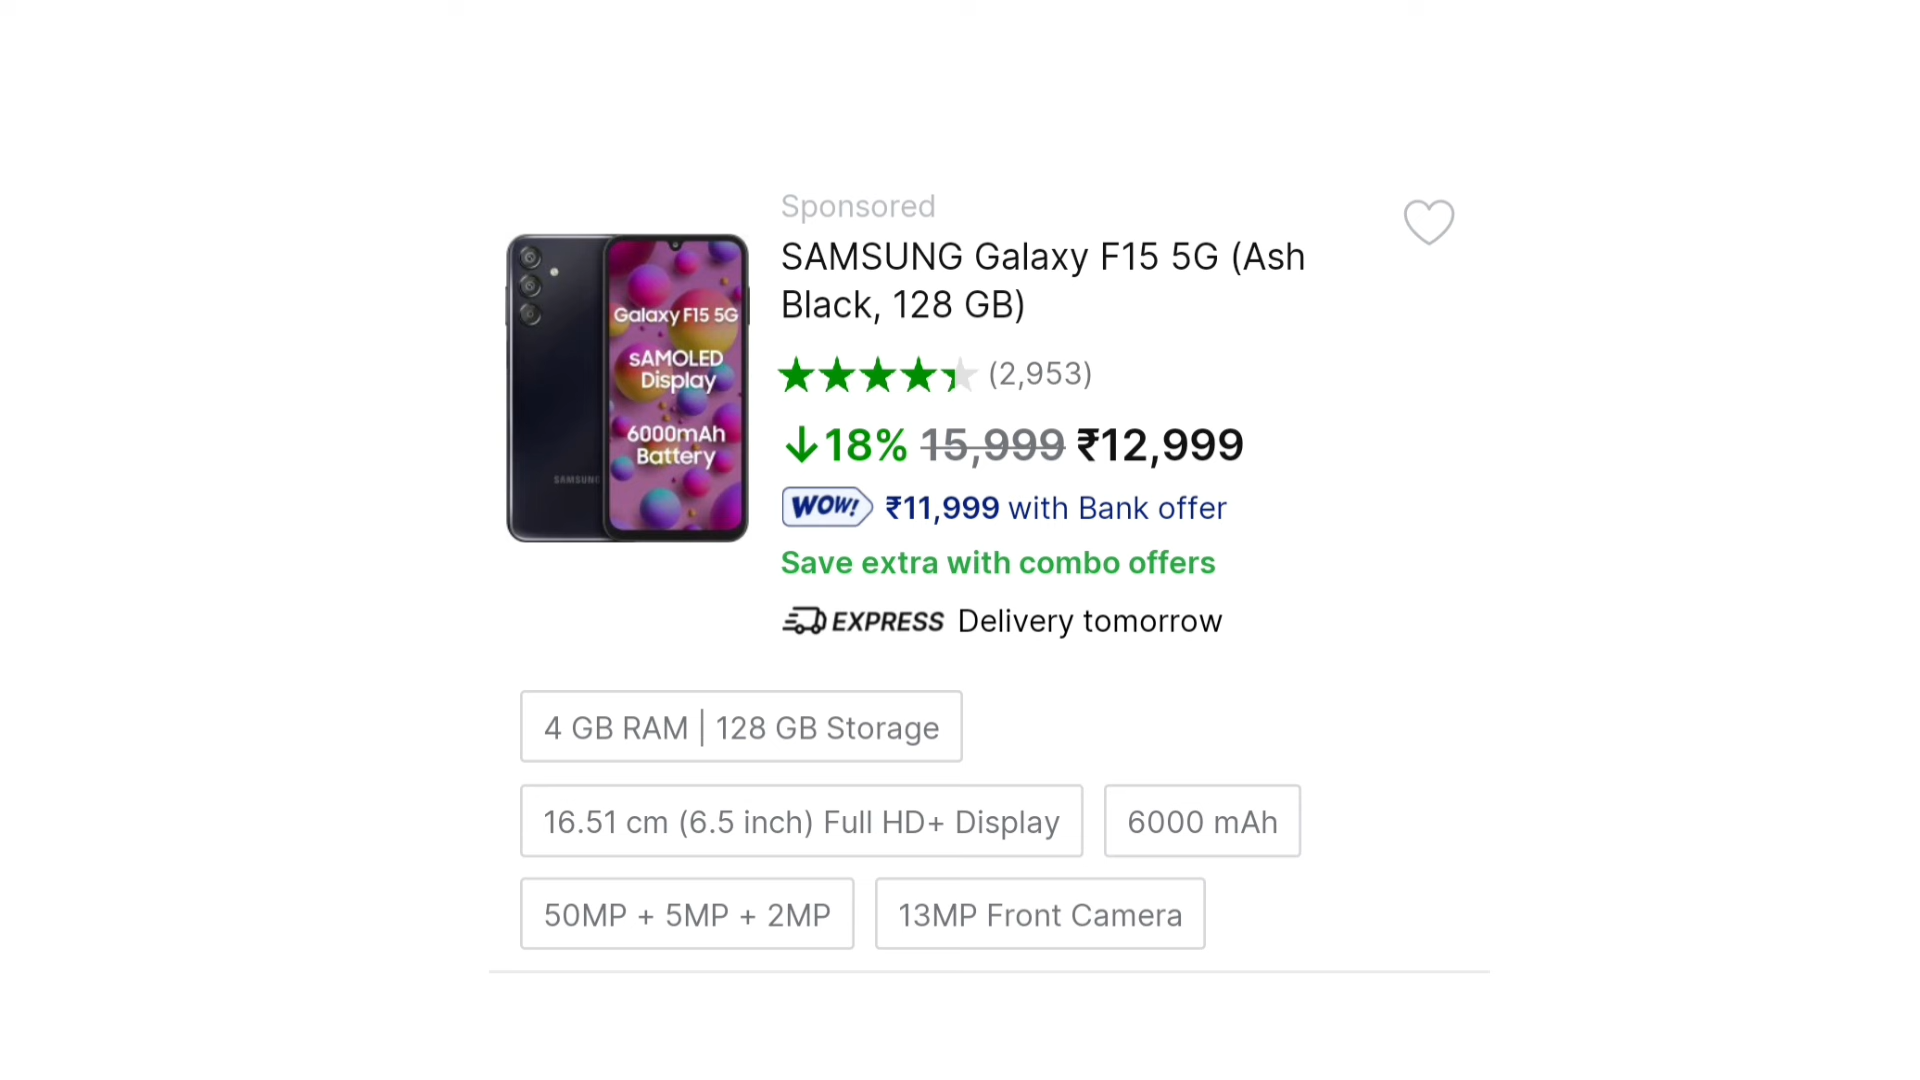 Sponsored
SAMSUNG Galaxy F15 5G (Ash
Black, 128 GB)
(2,953)
↓18% 15,999 ₹12,999
WOW! ₹11,999 with Bank offer
Save extra with combo offers
EXPRESS Delivery tomorrow
Galaxy F15 5G
sAMOLED
Display
6000mAh
Battery
SAMSUNG
4 GB RAM | 128 GB Storage
16.51 cm (6.5 inch) Full HD+ Display
6000 mAh
50MP + 5MP + 2MP
13MP Front Camera